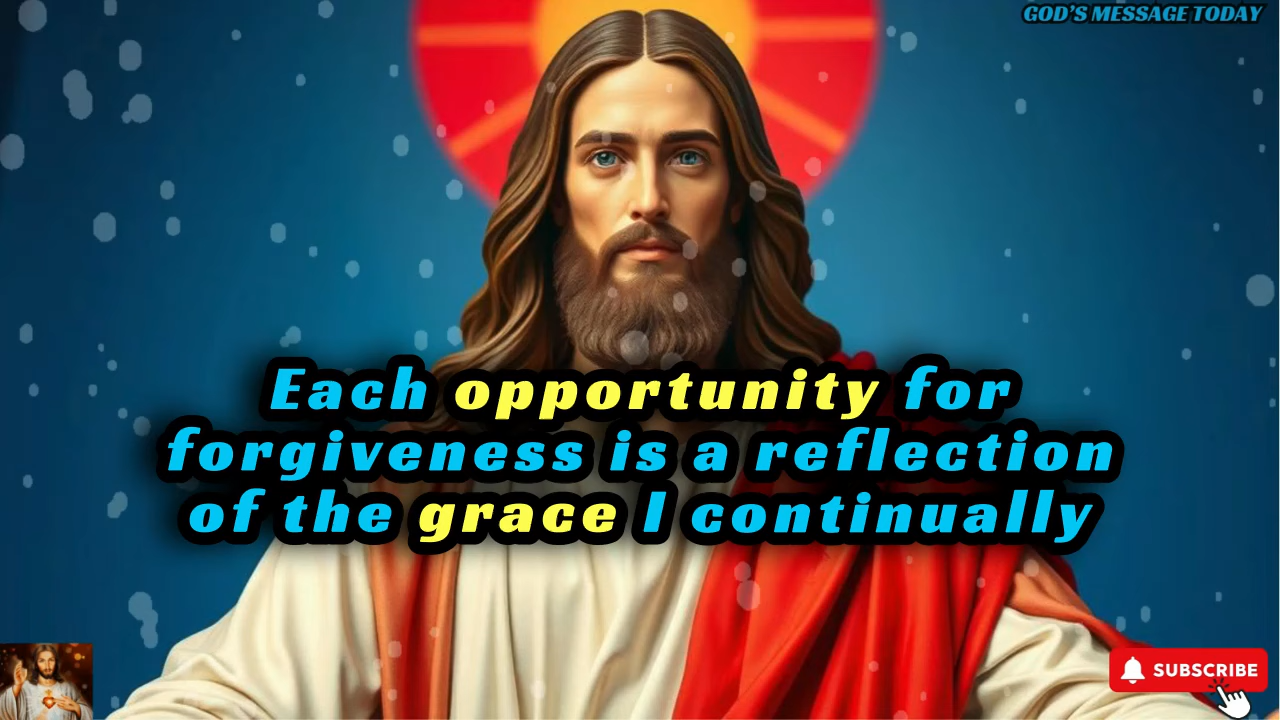 GOD'S MESSAGE TODAY
Each opportunity for
forgiveness is a reflection
of the grace I continually
SUBSCRIBE